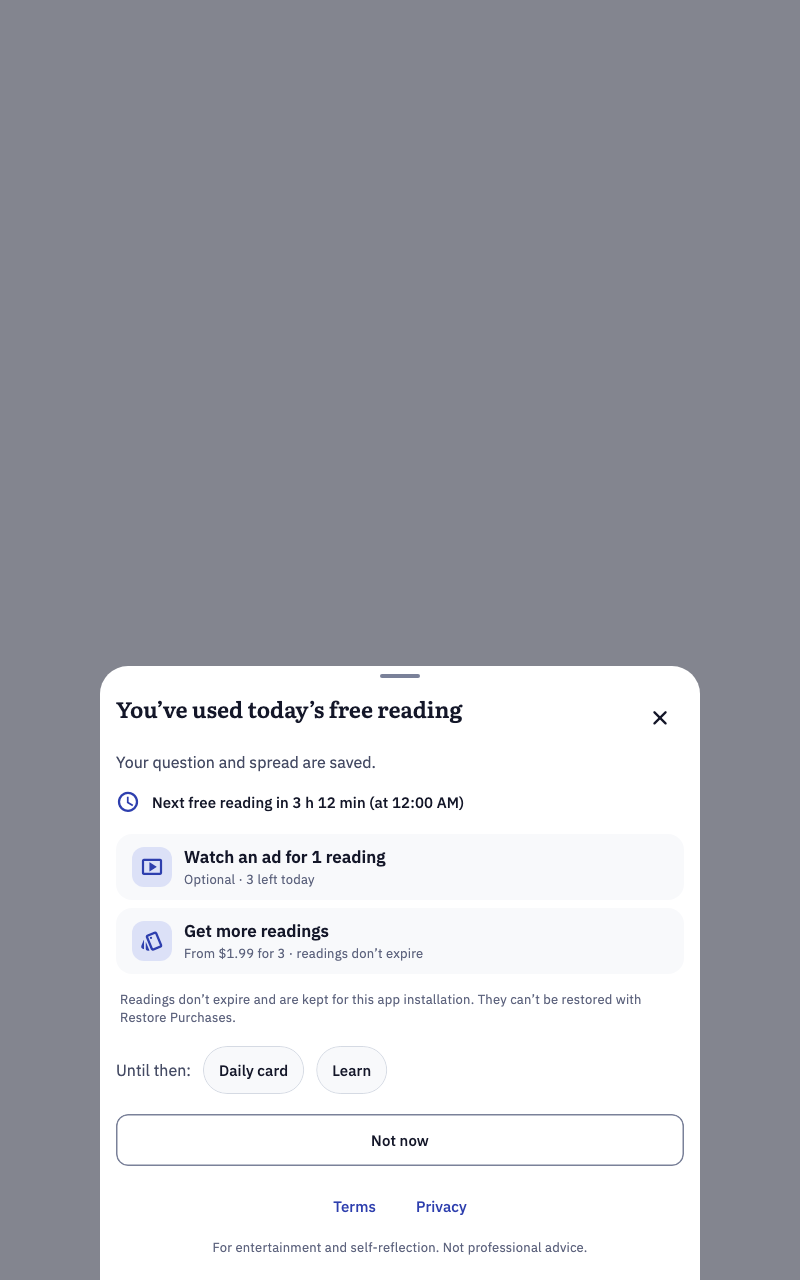 You’ve used today’s free reading
Your question and spread are saved.
Next free reading in 3 h 12 min (at 12:00 AM)
Watch an ad for 1 reading
Optional · 3 left today
Get more readings
From $1.99 for 3 · readings don’t expire
Readings don’t expire and are kept for this app installation. They can’t be restored with
Restore Purchases.
Until then:
Daily card
Learn
Not now
Terms
Privacy
For entertainment and self-reflection. Not professional advice.